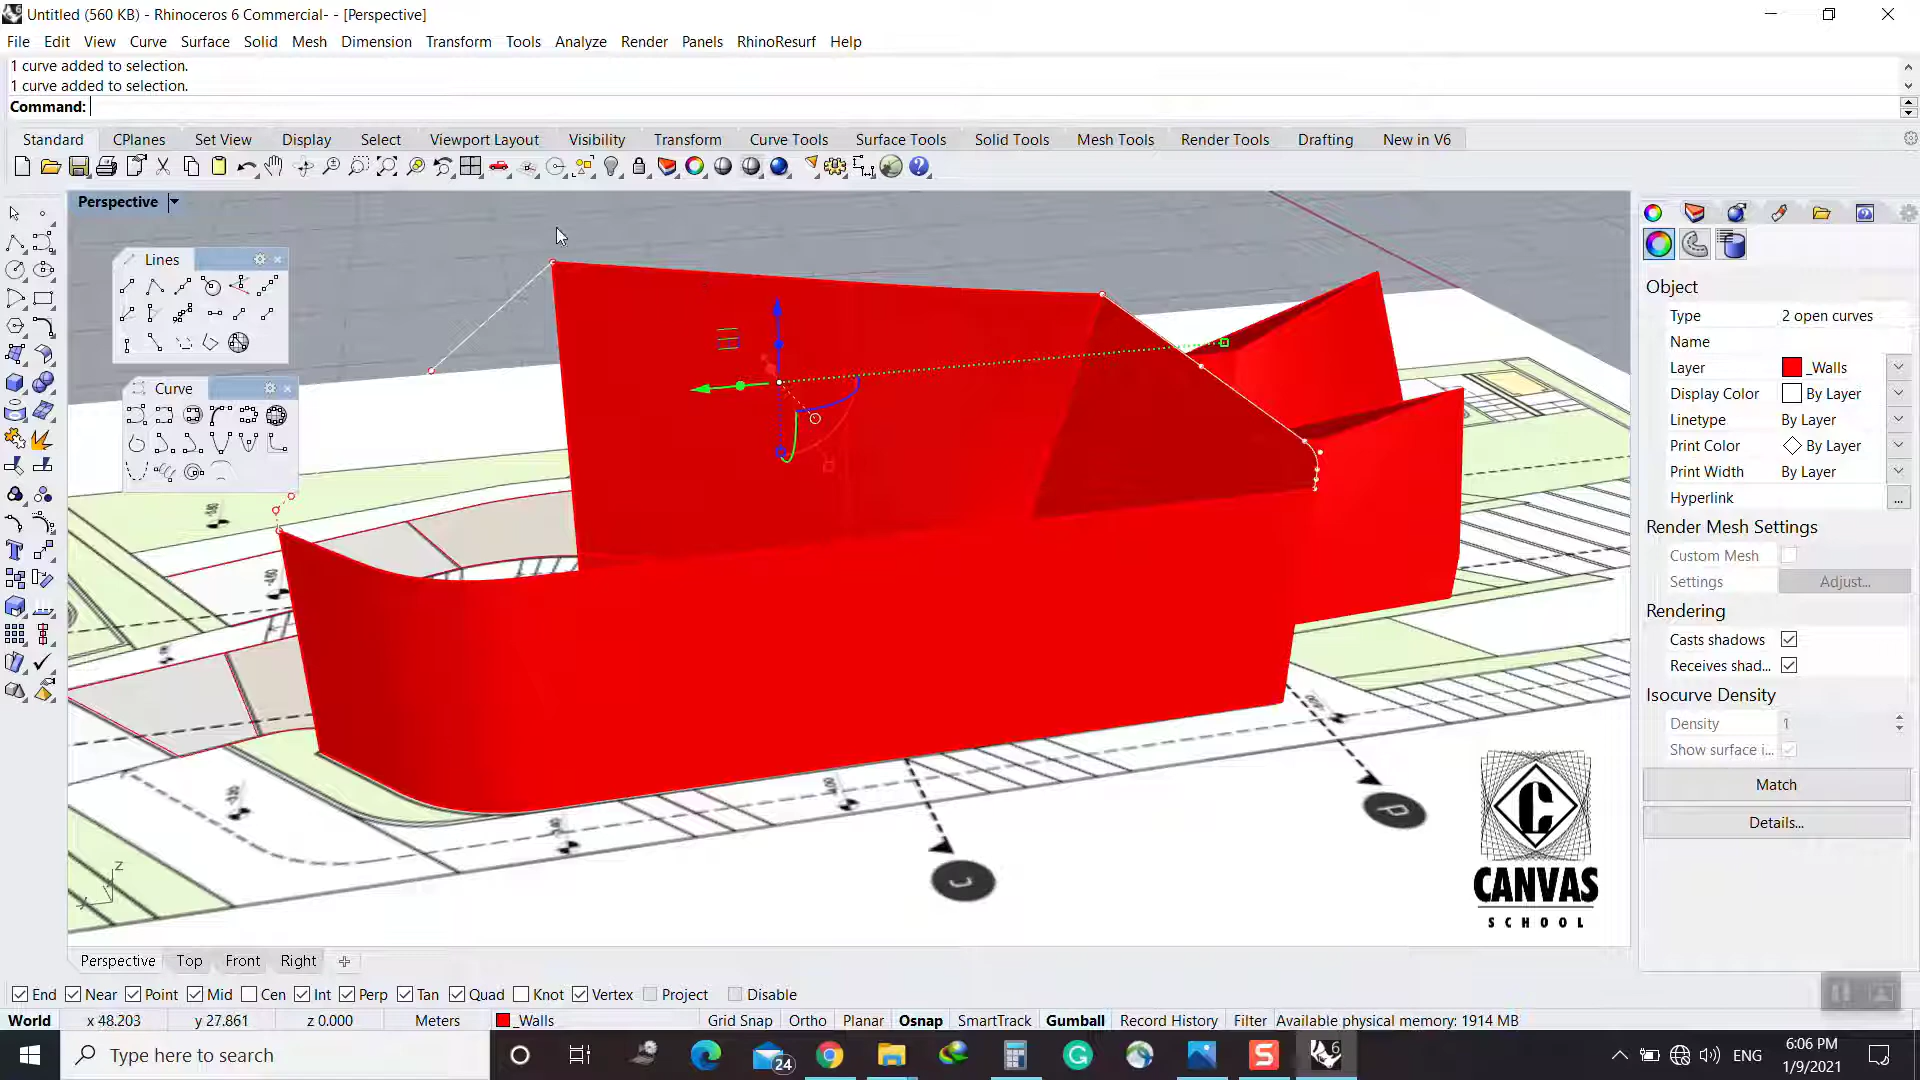 Untitled (560 KB) - Rhinoceros 6 Commercial- - [Perspective]
File Edit View Curve Surface Solid Mesh Dimension Transform Tools Analyze Render Panels RhinoResurf Help
1 curve added to selection.
1 curve added to selection.
Command:
Standard CPlanes Set View Display Select Viewport Layout Visibility Transform Curve Tools Surface Tools Solid Tools Mesh Tools Render Tools Drafting New in V6
Perspective
Lines
Curve
Object
Type 2 open curves
Name
Layer _Walls
Display Color By Layer
Linetype By Layer
Print Color By Layer
Print Width By Layer
Hyperlink ...
Render Mesh Settings
Custom Mesh
Settings Adjust...
Rendering
Casts shadows
Receives shad...
Isocurve Density
Density 1
Show surface i...
Match
Details...
CANVAS
SCHOOL
z
Perspective Top Front Right
End Near Point Mid Cen Int Perp Tan Quad Knot Vertex Project Disable
World x 48.203 y 27.861 z 0.000 Meters _Walls Grid Snap Ortho Planar Osnap SmartTrack Gumball Record History Filter Available physical memory: 1914 MB
Type here to search
24
ENG
6:06 PM
1/9/2021